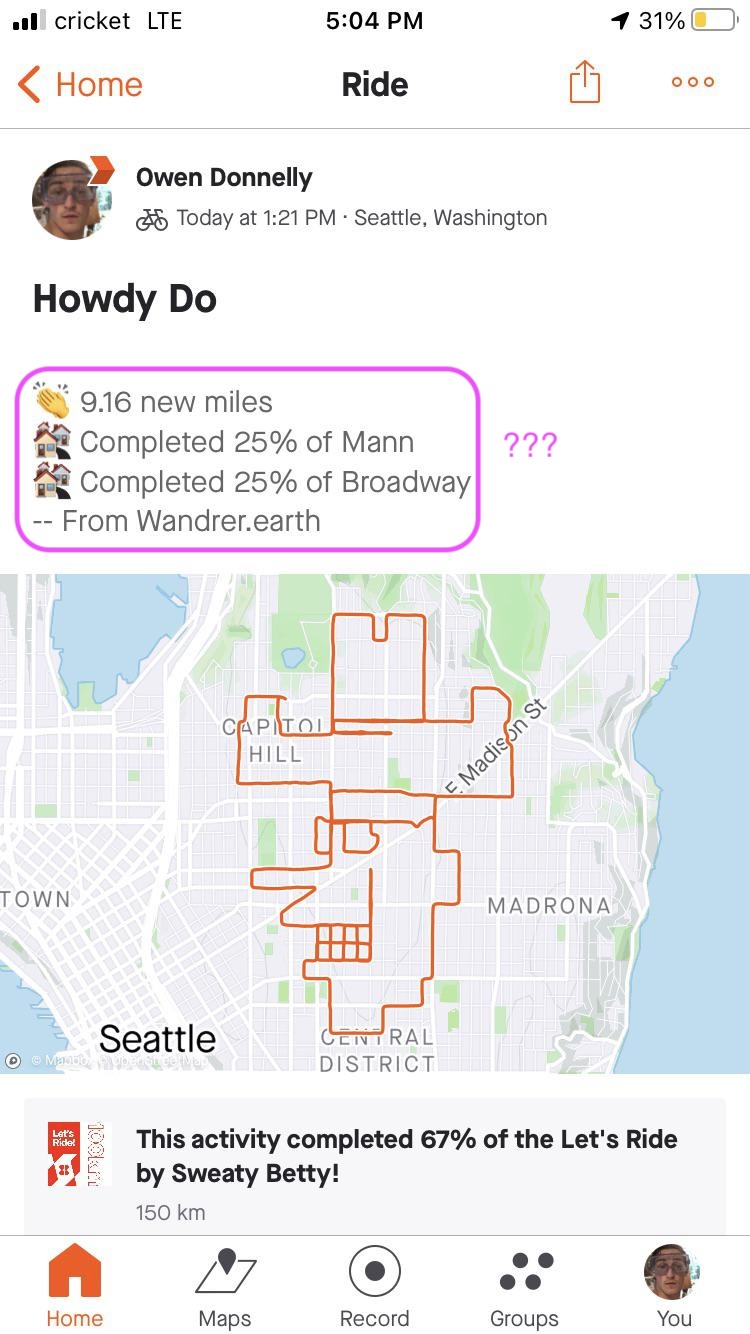 cricket LTE
5:04 PM
31%
Home
Ride
Owen Donnelly
Today at 1:21 PM · Seattle, Washington
Howdy Do
👏 9.16 new miles
🏘️ Completed 25% of Mann
🏘️ Completed 25% of Broadway
-- From Wandrer.earth
???
CAPITOL
HILL
E Madison St
TOWN
MADRONA
Seattle
CENTRAL
DISTRICT
© Mapbox © OpenStreetMap
Let's
Ride!
100km
This activity completed 67% of the Let's Ride
by Sweaty Betty!
150 km
Home
Maps
Record
Groups
You